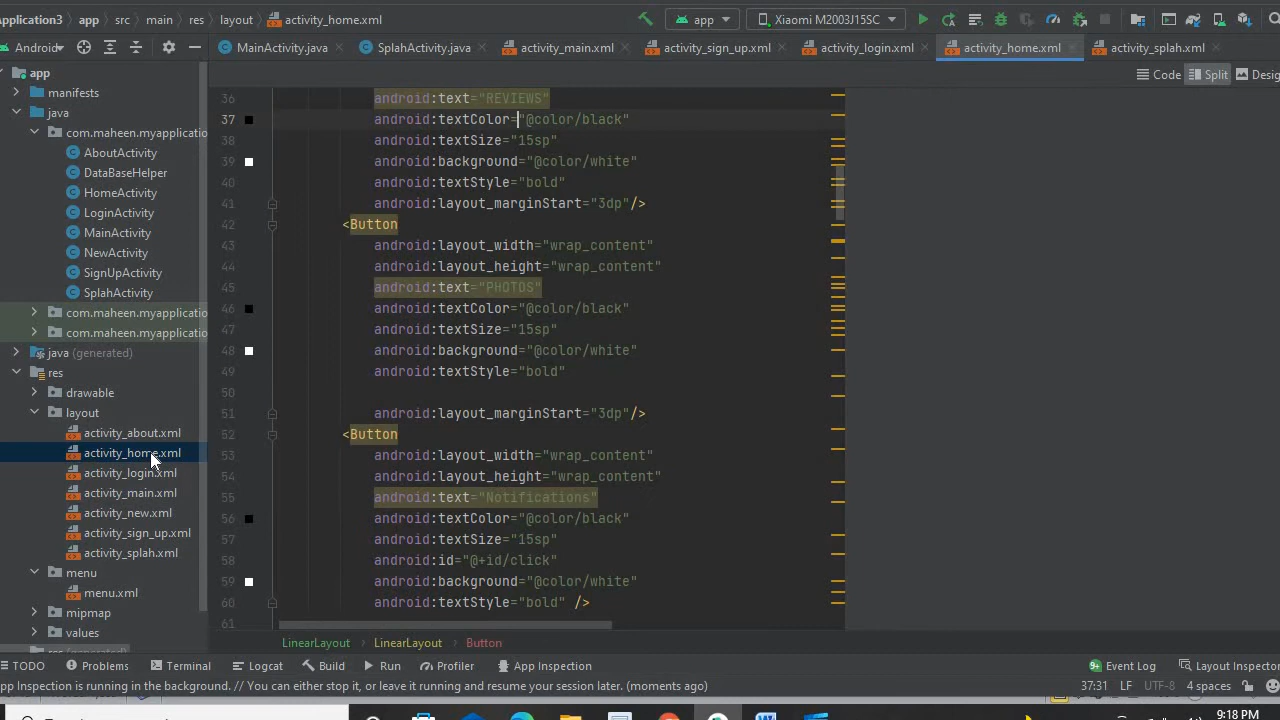 Application3 app src main res layout activity_home.xml app Xiaomi M2003J15SC
Android MainActivity.java SplahActivity.java activity_main.xml activity_sign_up.xml activity_login.xml activity_home.xml activity_splah.xml
Code Split Desig
app
manifests
java
com.maheen.myapplicatio
AboutActivity
DataBaseHelper
HomeActivity
LoginActivity
MainActivity
NewActivity
SignUpActivity
SplahActivity
com.maheen.myapplicatio
com.maheen.myapplicatio
java (generated)
res
drawable
layout
activity_about.xml
activity_home.xml
activity_login.xml
activity_main.xml
activity_new.xml
activity_sign_up.xml
activity_splah.xml
menu
menu.xml
mipmap
values
36 android:text="REVIEWS"
37 android:textColor="@color/black"
38 android:textSize="15sp"
39 android:background="@color/white"
40 android:textStyle="bold"
41 android:layout_marginStart="3dp"/>
42 <Button
43 android:layout_width="wrap_content"
44 android:layout_height="wrap_content"
45 android:text="PHOTOS"
46 android:textColor="@color/black"
47 android:textSize="15sp"
48 android:background="@color/white"
49 android:textStyle="bold"
50
51 android:layout_marginStart="3dp"/>
52 <Button
53 android:layout_width="wrap_content"
54 android:layout_height="wrap_content"
55 android:text="Notifications"
56 android:textColor="@color/black"
57 android:textSize="15sp"
58 android:id="@+id/click"
59 android:background="@color/white"
60 android:textStyle="bold" />
61
LinearLayout LinearLayout Button
TODO Problems Terminal Logcat Build Run Profiler App Inspection 9+ Event Log Layout Inspector
pp Inspection is running in the background. // You can either stop it, or leave it running and resume your session later. (moments ago) 37:31 LF UTF-8 4 spaces
9:18 PM